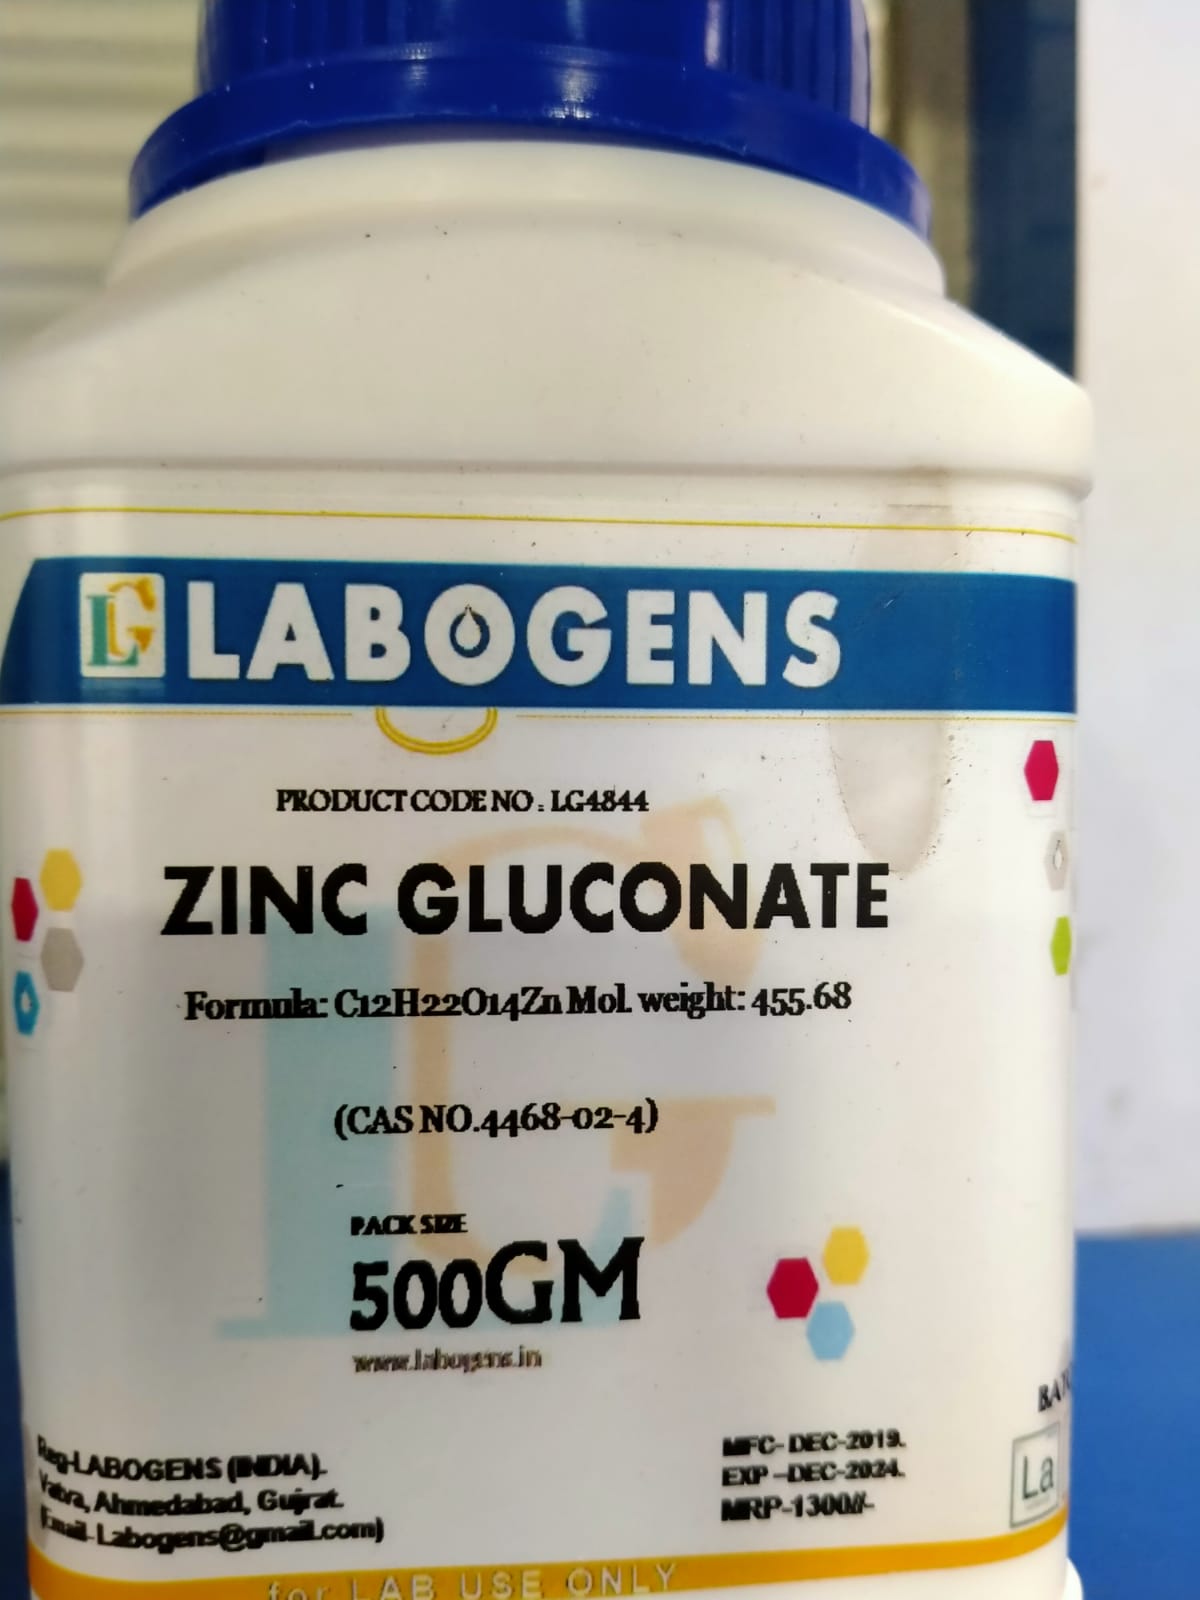 LG LABOGENS
PRODUCT CODE NO : LG4844
ZINC GLUCONATE
Formula: C12H22O14Zn Mol. weight: 455.68
(CAS NO.4468-02-4)
PACK SIZE
500GM
www.labogens.in
Reg-LABOGENS (INDIA).
Vatva, Ahmedabad, Gujrat.
(Email-Labogens@gmail.com)
MFC- DEC-2019.
EXP -DEC-2024.
MRP-1300//-
La
for LAB USE ONLY